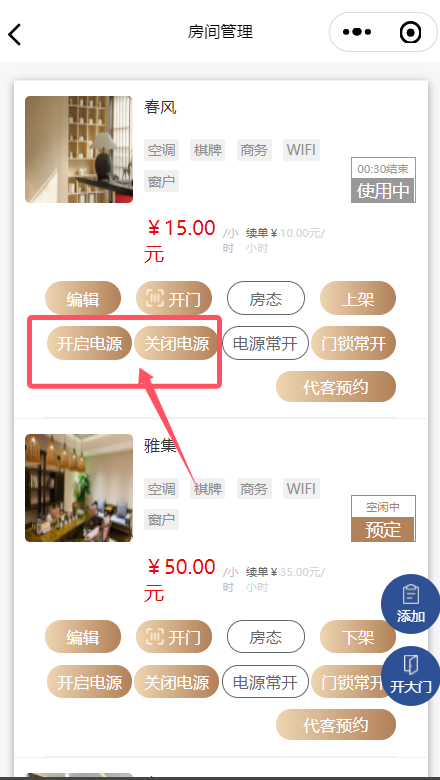 房间管理
春风
空调 棋牌 商务 WIFI
窗户
00:30结束
使用中
￥15.00元 /小时 续单￥10.00元/小时
编辑 开门 房态 上架
开启电源 关闭电源 电源常开 门锁常开
代客预约
雅集
空调 棋牌 商务 WIFI
窗户
空闲中
预定
￥50.00元 /小时 续单￥35.00元/小时
添加
编辑 开门 房态 下架
开启电源 关闭电源 电源常开 门锁常开
开大门
代客预约